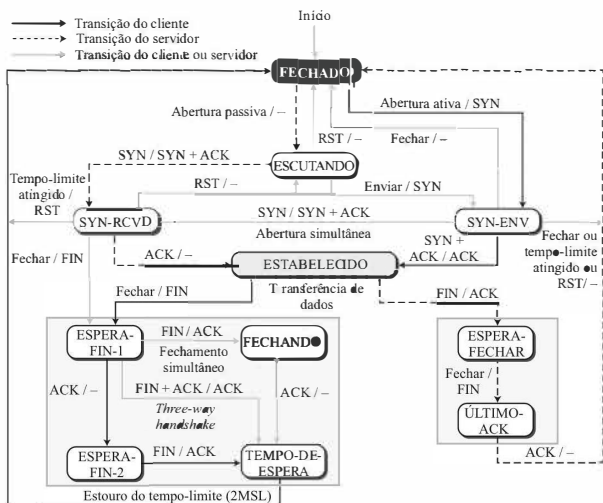 Início
Transição do cliente
Transição do servidor
Transição do cliente ou servidor
FECHADO
Abertura passiva / –
RST / –
Abertura ativa / SYN
Fechar / –
SYN / SYN + ACK
ESCUTANDO
Tempo-limite
atingido /
RST
RST / –
Enviar / SYN
SYN-RCVD
SYN / SYN + ACK
Abertura simultânea
SYN-ENV
Fechar / FIN
ACK / –
SYN +
ACK / ACK
Fechar ou
tempo-limite
atingido ou
RST/ –
ESTABELECIDO
Fechar / FIN
T ransferência de
dados
FIN / ACK
ESPERA-
FIN-1
FIN / ACK
Fechamento
simultâneo
FECHANDO
ESPERA-
FECHAR
ACK / –
FIN + ACK / ACK
Three-way
handshake
ACK / –
Fechar /
FIN
ESPERA-
FIN-2
FIN / ACK
TEMPO-DE-
ESPERA
ÚLTIMO-
ACK
ACK / –
Estouro do tempo-limite (2MSL)